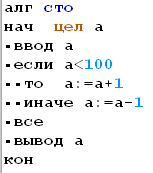 алг сто
нач цел а
··ввод а
··если а<100
····то а:=а+1
····иначе а:=а-1
··все
··вывод а
кон